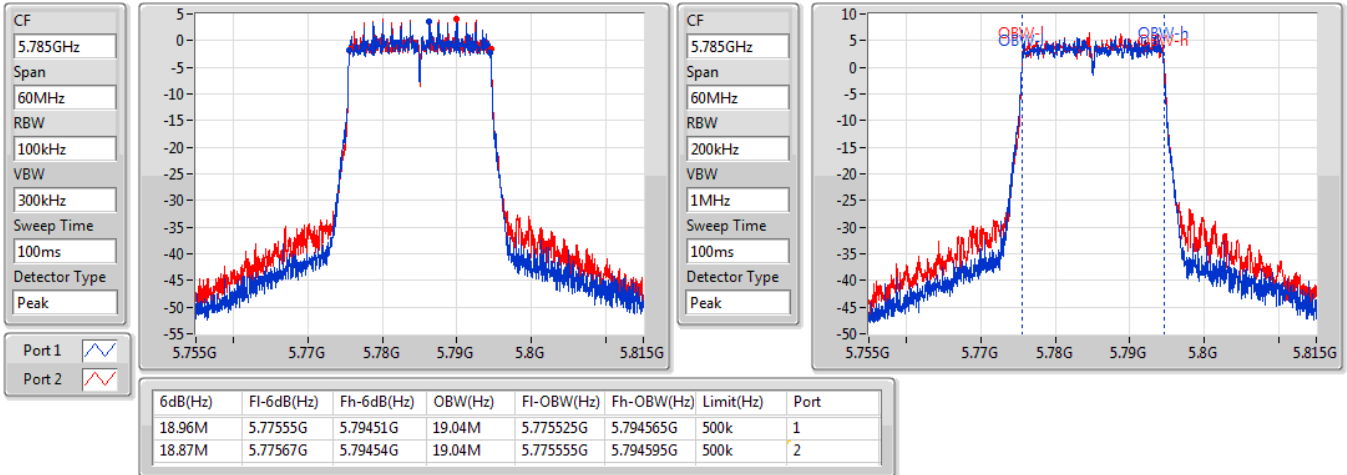 CF
5.785GHz
Span
60MHz
RBW
100kHz
VBW
300kHz
Sweep Time
100ms
Detector Type
Peak
Port 1
Port 2
5
0
-5
-10
-15
-20
-25
-30
-35
-40
-45
-50
-55
5.755G 5.77G 5.78G 5.79G 5.8G 5.815G
CF
5.785GHz
Span
60MHz
RBW
200kHz
VBW
1MHz
Sweep Time
100ms
Detector Type
Peak
10
5
0
-5
-10
-15
-20
-25
-30
-35
-40
-45
-50
OBW-l OBW-h
OBW-l OBW-h
5.755G 5.77G 5.78G 5.79G 5.8G 5.815G
6dB(Hz) Fl-6dB(Hz) Fh-6dB(Hz) OBW(Hz) Fl-OBW(Hz) Fh-OBW(Hz) Limit(Hz) Port
18.96M 5.77555G 5.79451G 19.04M 5.775525G 5.794565G 500k 1
18.87M 5.77567G 5.79454G 19.04M 5.775555G 5.794595G 500k 2